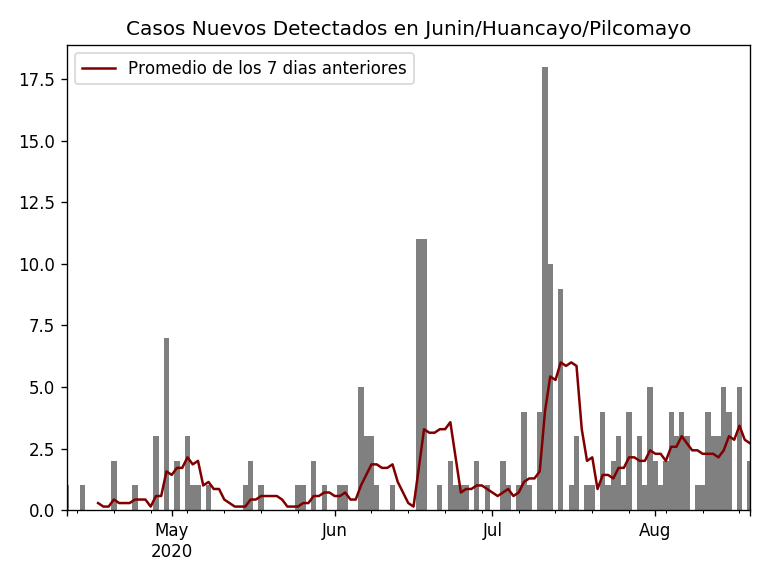 Casos Nuevos Detectados en Junin/Huancayo/Pilcomayo
Promedio de los 7 dias anteriores
17.5
15.0
12.5
10.0
7.5
5.0
2.5
0.0
May
2020
Jun
Jul
Aug